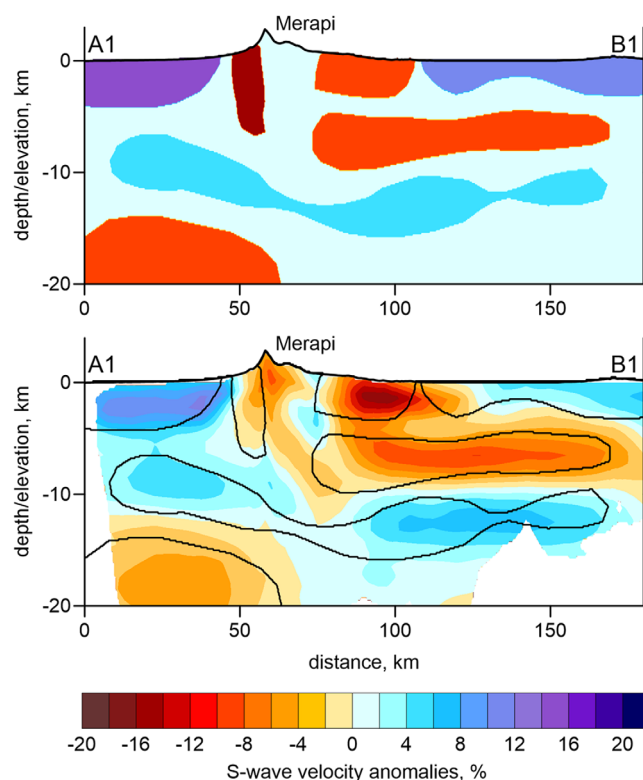 Merapi
A1
B1
depth/elevation, km
0
-10
-20
0
50
100
150
Merapi
A1
B1
depth/elevation, km
0
-10
-20
0
50
100
150
distance, km
-20 -16 -12 -8 -4 0 4 8 12 16 20
S-wave velocity anomalies, %